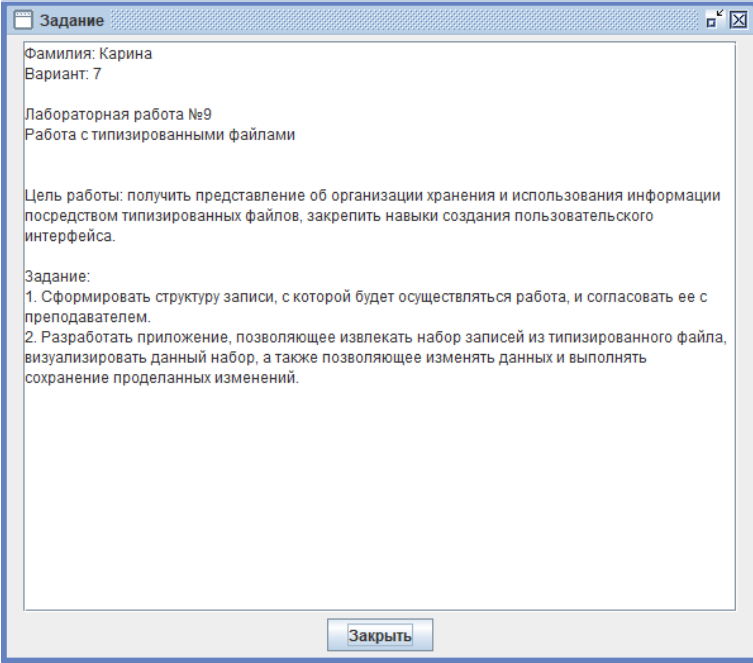 Задание
Фамилия: Карина
Вариант: 7
Лабораторная работа №9
Работа с типизированными файлами
Цель работы: получить представление об организации хранения и использования информации
посредством типизированных файлов, закрепить навыки создания пользовательского
интерфейса.
Задание:
1. Сформировать структуру записи, с которой будет осуществляться работа, и согласовать ее с
преподавателем.
2. Разработать приложение, позволяющее извлекать набор записей из типизированного файла,
визуализировать данный набор, а также позволяющее изменять данных и выполнять
сохранение проделанных изменений.
Закрыть